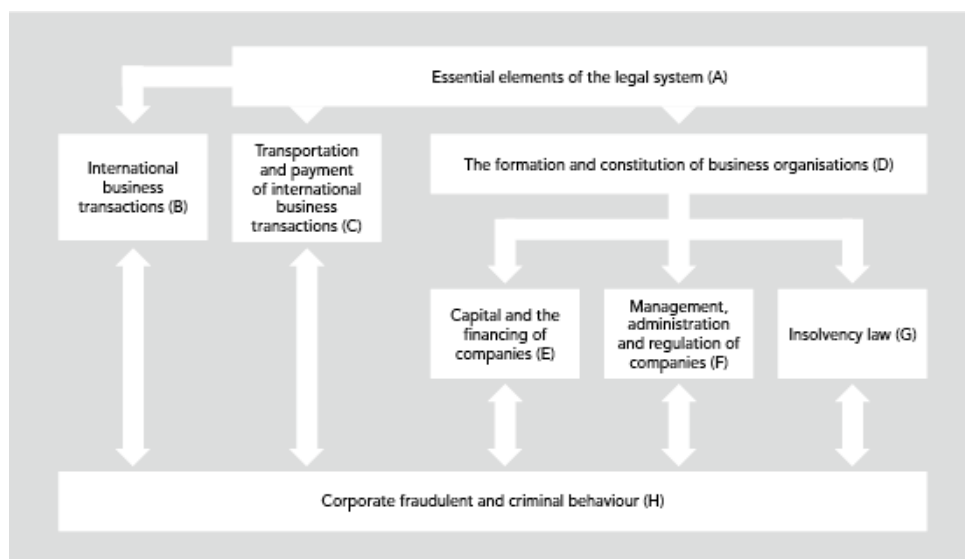 Essential elements of the legal system (A)
International
business
transactions (B)
Transportation
and payment
of international
business
transactions (C)
The formation and constitution of business organisations (D)
Capital and the
financing of
companies (E)
Management,
administration
and regulation of
companies (F)
Insolvency law (G)
Corporate fraudulent and criminal behaviour (H)